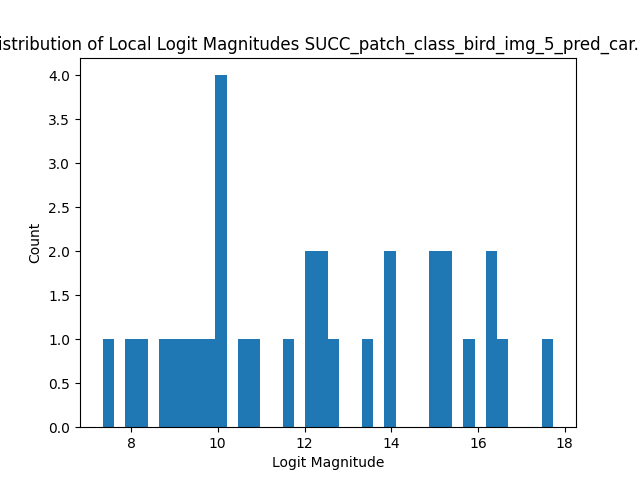 istribution of Local Logit Magnitudes SUCC_patch_class_bird_img_5_pred_car.
4.0
3.5
3.0
2.5
2.0
1.5
1.0
0.5
0.0
Count
8 10 12 14 16 18
Logit Magnitude